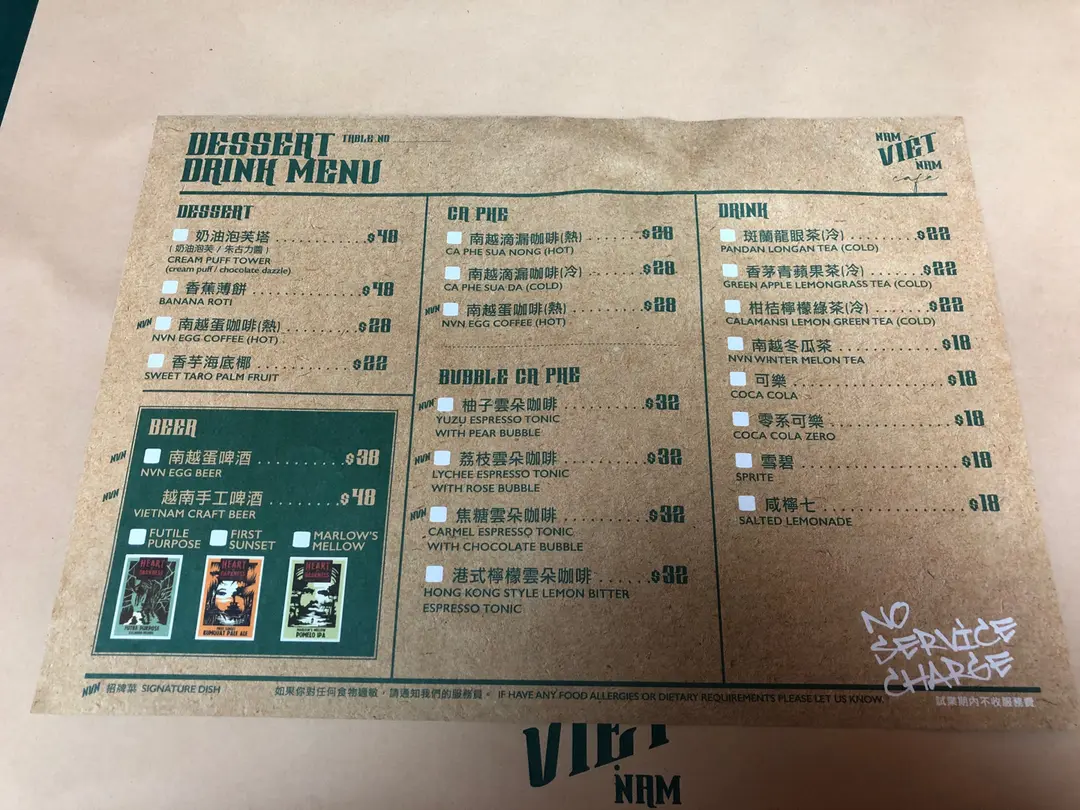 DESSERT
DRINK MENU
TABLE NO
NAM
VIỆT
NAM
cafe
DESSERT
奶油泡芙塔 $48
(奶油泡芙 / 朱古力醬)
CREAM PUFF TOWER
(cream puff / chocolate dazzle)
香蕉薄餅 $48
BANANA ROTI
NVN 南越蛋咖啡(熱) $28
NVN EGG COFFEE (HOT)
香芋海底椰 $22
SWEET TARO PALM FRUIT
BEER
NVN 南越蛋啤酒 $38
NVN EGG BEER
NVN 越南手工啤酒 $48
VIETNAM CRAFT BEER
FUTILE
PURPOSE
FIRST
SUNSET
MARLOW'S
MELLOW
HEART
DARKNESS
FUTILE PURPOSE
HEART
DARKNESS
KUMQUAT PALE ALE
HEART
DARKNESS
POMELO IPA
CA PHE
南越滴漏咖啡(熱) $28
CA PHE SUA NONG (HOT)
南越滴漏咖啡(冷) $28
CA PHE SUA DA (COLD)
NVN 南越蛋咖啡(熱) $28
NVN EGG COFFEE (HOT)
BUBBLE CA PHE
NVN 柚子雲朵咖啡 $32
YUZU ESPRESSO TONIC
WITH PEAR BUBBLE
NVN 荔枝雲朵咖啡 $32
LYCHEE ESPRESSO TONIC
WITH ROSE BUBBLE
NVN 焦糖雲朵咖啡 $32
CARMEL ESPRESSO TONIC
WITH CHOCOLATE BUBBLE
港式檸檬雲朵咖啡 $32
HONG KONG STYLE LEMON BITTER
ESPRESSO TONIC
DRINK
斑蘭龍眼茶(冷) $22
PANDAN LONGAN TEA (COLD)
香茅青蘋果茶(冷) $22
GREEN APPLE LEMONGRASS TEA (COLD)
柑桔檸檬綠茶(冷) $22
CALAMANSI LEMON GREEN TEA (COLD)
南越冬瓜茶 $18
NVN WINTER MELON TEA
可樂 $18
COCA COLA
零系可樂 $18
COCA COLA ZERO
雪碧 $18
SPRITE
咸檸七 $18
SALTED LEMONADE
NO
SERVICE
CHARGE
試業期內不收服務費
NVN 招牌菜 SIGNATURE DISH
如果你對任何食物過敏，請通知我們的服務員。 IF HAVE ANY FOOD ALLERGIES OR DIETARY REQUIREMENTS PLEASE LET US KNOW.
VIỆT
NAM